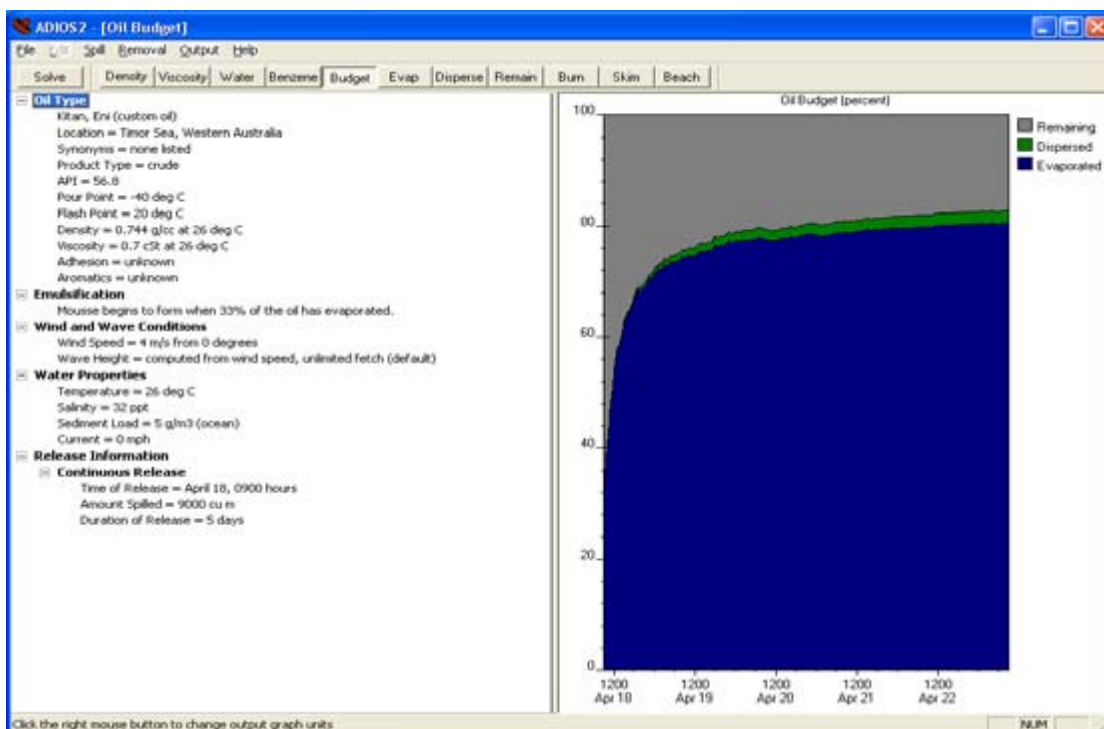 ADIOS2 - [Oil Budget]
File Edit Spill Removal Output Help
Solve Density Viscosity Water Benzene Budget Evap Disperse Remain Burn Skim Beach
Oil Type
Kitan, Eni (custom oil)
Location = Timor Sea, Western Australia
Synonyms = none listed
Product Type = crude
API = 56.8
Pour Point = -40 deg C
Flash Point = 20 deg C
Density = 0.744 g/cc at 26 deg C
Viscosity = 0.7 cSt at 26 deg C
Adhesion = unknown
Aromatics = unknown
Emulsification
Mousse begins to form when 33% of the oil has evaporated.
Wind and Wave Conditions
Wind Speed = 4 m/s from 0 degrees
Wave Height = computed from wind speed, unlimited fetch (default)
Water Properties
Temperature = 26 deg C
Salinity = 32 ppt
Sediment Load = 5 g/m3 (ocean)
Current = 0 mph
Release Information
Continuous Release
Time of Release = April 18, 0900 hours
Amount Spilled = 9000 cu m
Duration of Release = 5 days
Oil Budget (percent)
100
80
60
40
20
0
1200 1200 1200 1200 1200
Apr 18 Apr 19 Apr 20 Apr 21 Apr 22
Remaining
Dispersed
Evaporated
Click the right mouse button to change output graph units
NUM